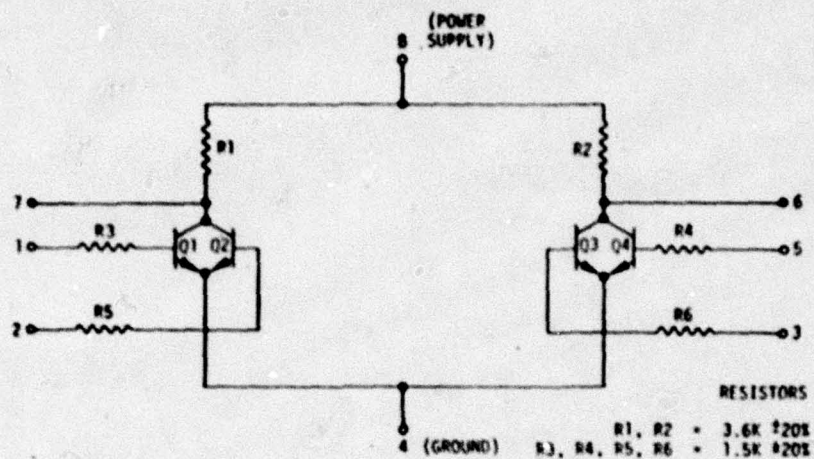 (POWER
8 SUPPLY)
R1
R2
7
6
R3
R4
1
Q1 Q2
Q3 Q4
5
R5
R6
2
3
RESISTORS
4 (GROUND)
R1, R2 = 3.6K ±20%
R3, R4, R5, R6 = 1.5K ±20%